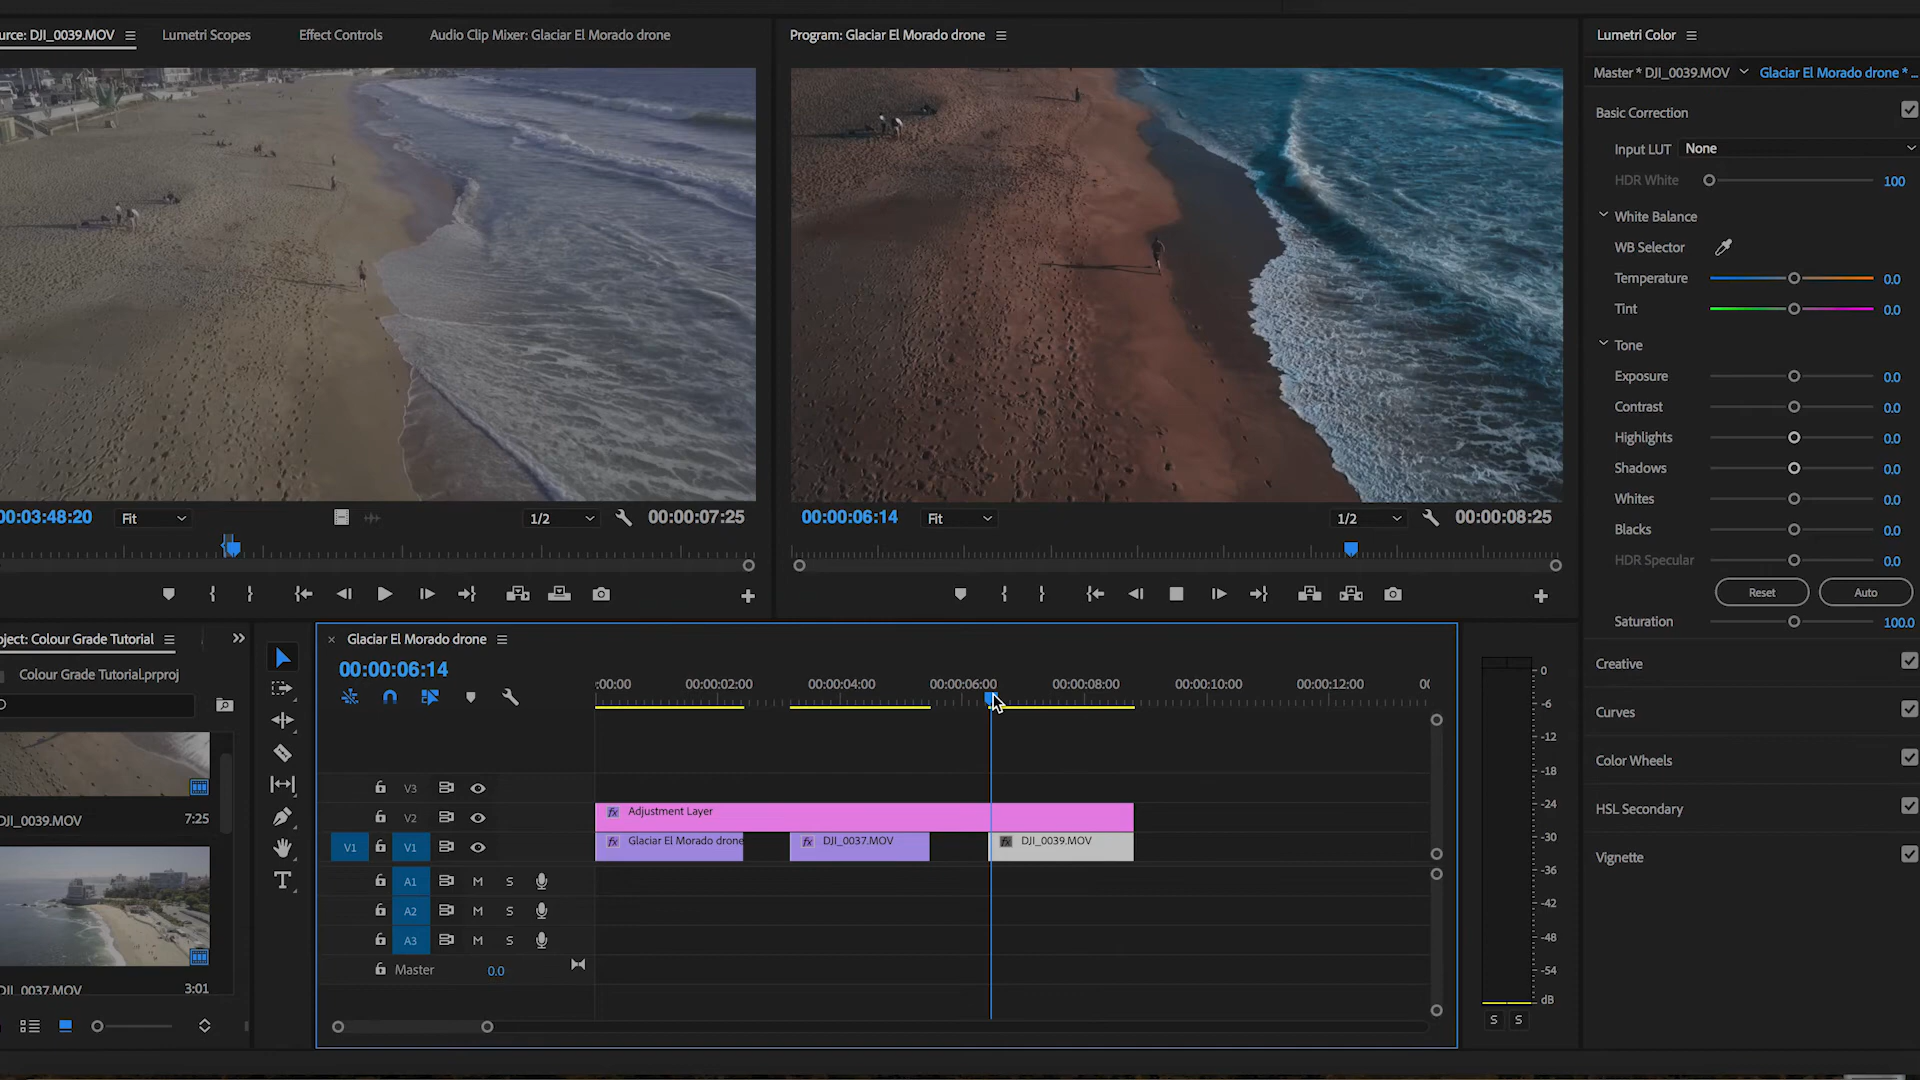 urce: DJI_0039.MOV
Lumetri Scopes
Effect Controls
Audio Clip Mixer: Glaciar El Morado drone
Program: Glaciar El Morado drone
Lumetri Color
Master * DJI_0039.MOV
Glaciar El Morado drone * ..
Basic Correction
Input LUT
None
HDR White
100
White Balance
WB Selector
Temperature
0.0
Tint
0.0
Tone
Exposure
0.0
Contrast
0.0
Highlights
0.0
Shadows
0.0
Whites
0.0
Blacks
0.0
HDR Specular
0.0
Reset
Auto
Saturation
100.0
Creative
Curves
Color Wheels
HSL Secondary
Vignette
00:03:48:20
Fit
1/2
00:00:07:25
00:00:06:14
Fit
1/2
00:00:08:25
oject: Colour Grade Tutorial
Colour Grade Tutorial.prproj
DJI_0039.MOV
7:25
DJI_0037.MOV
3:01
Glaciar El Morado drone
00:00:06:14
:00:00
00:00:02:00
00:00:04:00
00:00:06:00
00:00:08:00
00:00:10:00
00:00:12:00
00
V3
V2
fx
Adjustment Layer
V1
V1
fx
Glaciar El Morado drone
fx
DJI_0037.MOV
fx
DJI_0039.MOV
A1
M
S
A2
M
S
A3
M
S
Master
0.0
0
-6
-12
-18
-24
-30
-36
-42
-48
-54
dB
S
S